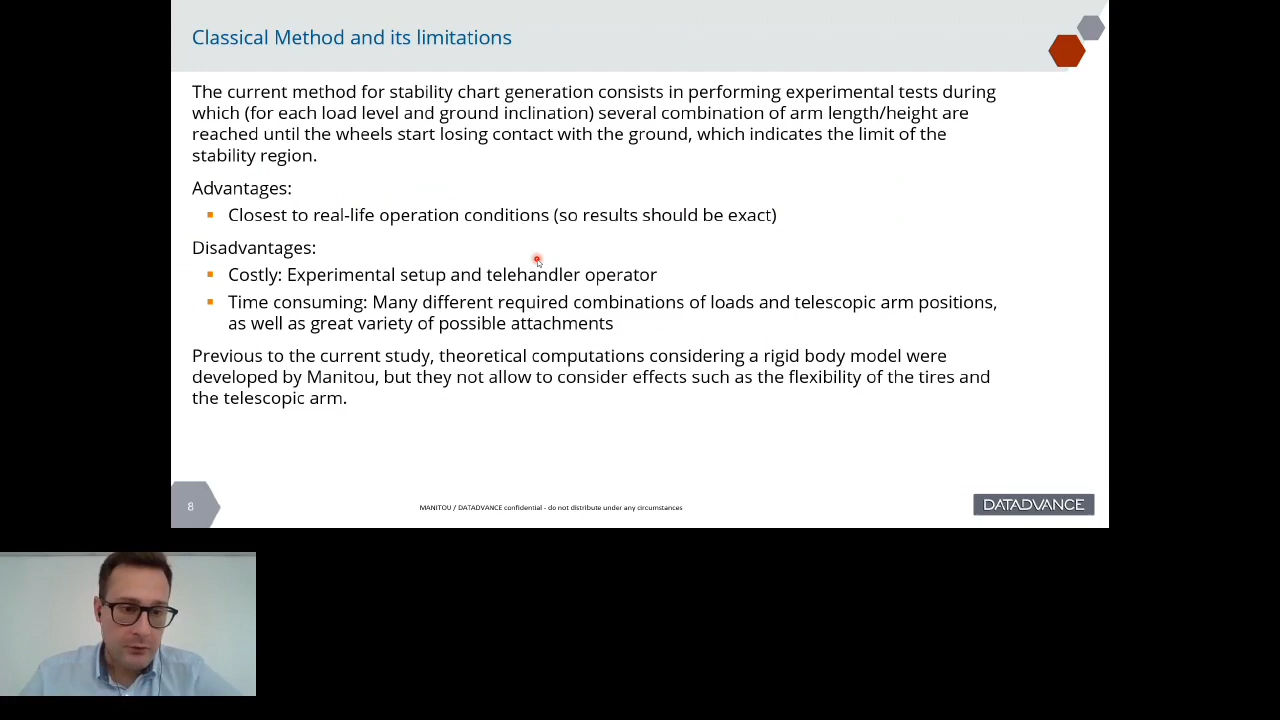 Classical Method and its limitations
The current method for stability chart generation consists in performing experimental tests during
which (for each load level and ground inclination) several combination of arm length/height are
reached until the wheels start losing contact with the ground, which indicates the limit of the
stability region.
Advantages:
Closest to real-life operation conditions (so results should be exact)
Disadvantages:
Costly: Experimental setup and telehandler operator
Time consuming: Many different required combinations of loads and telescopic arm positions,
as well as great variety of possible attachments
Previous to the current study, theoretical computations considering a rigid body model were
developed by Manitou, but they not allow to consider effects such as the flexibility of the tires and
the telescopic arm.
8
MANITOU / DATADVANCE confidential - do not distribute under any circumstances
DATADVANCE